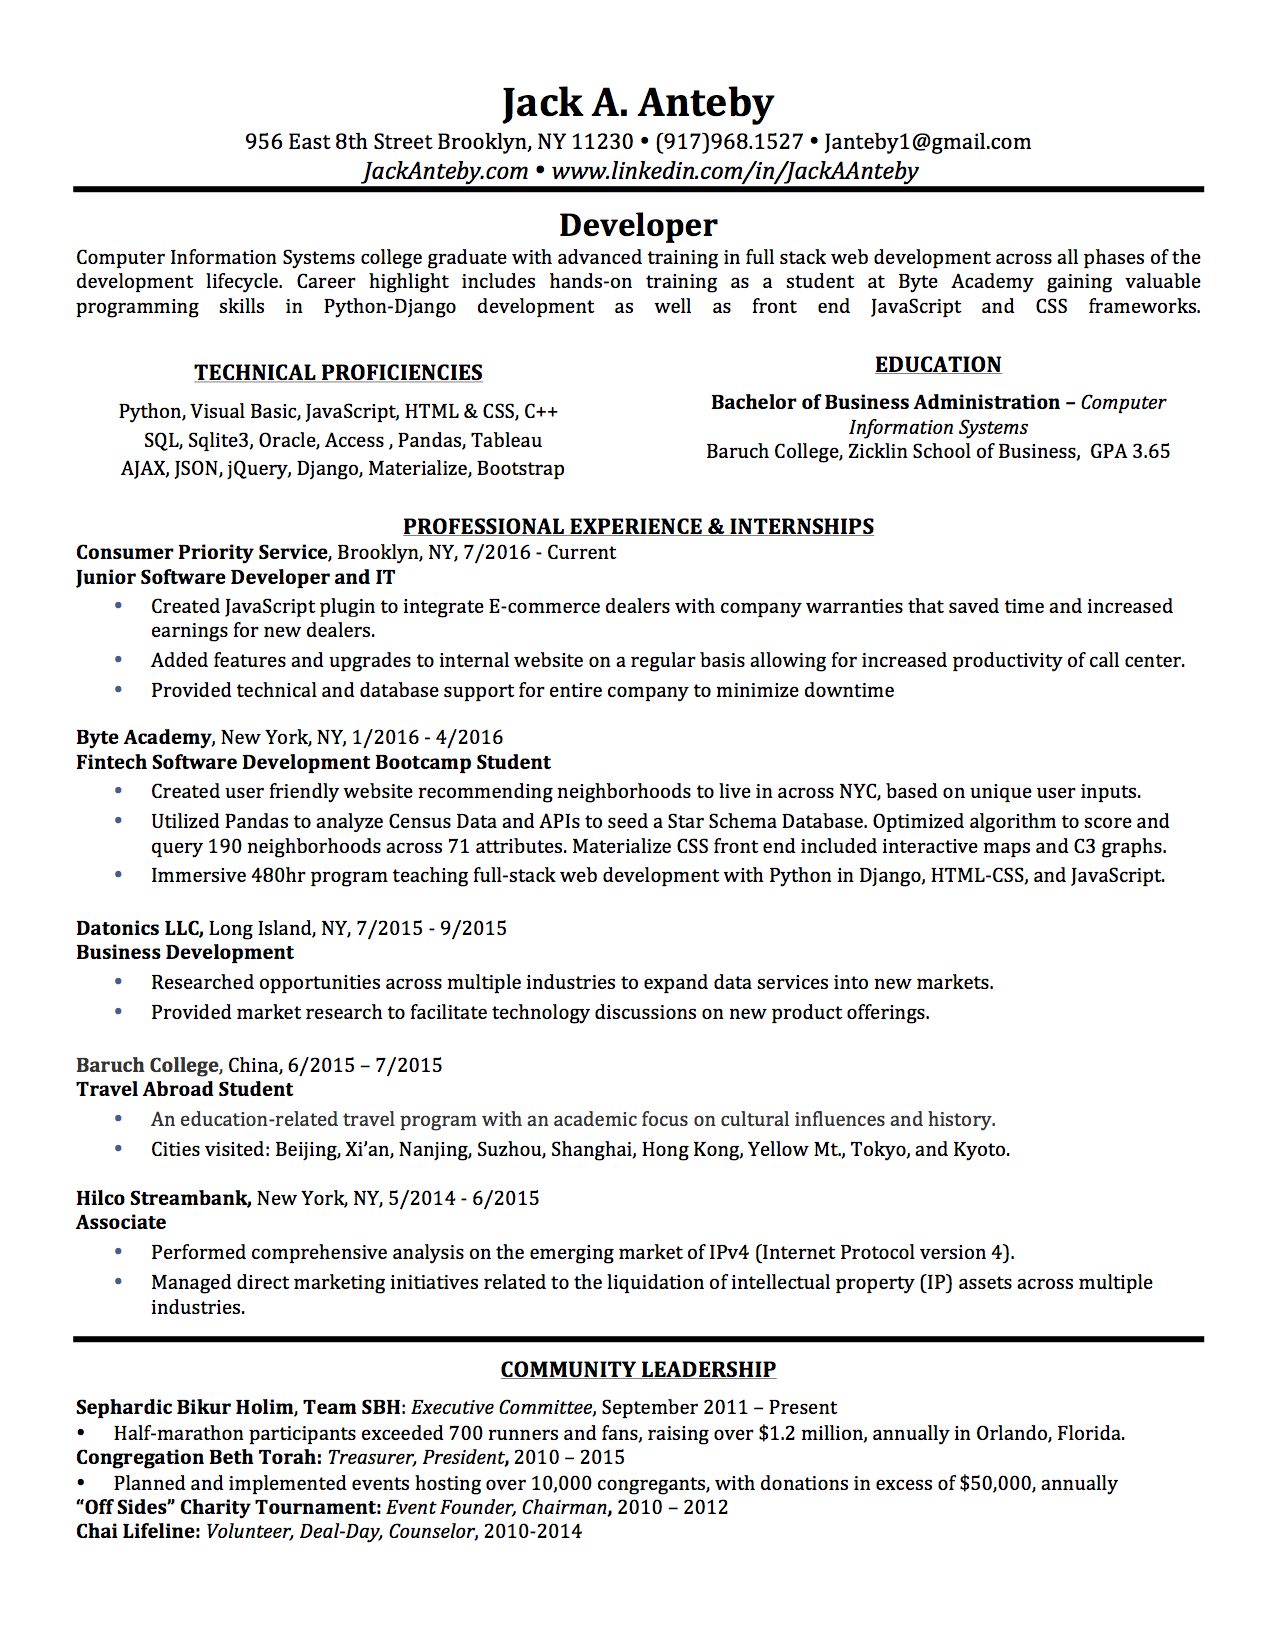 Jack A. Anteby
956 East 8th Street Brooklyn, NY 11230 • (917)968.1527 • Janteby1@gmail.com
JackAnteby.com • www.linkedin.com/in/JackAAnteby
Developer
Computer Information Systems college graduate with advanced training in full stack web development across all phases of the
development lifecycle. Career highlight includes hands-on training as a student at Byte Academy gaining valuable
programming skills in Python-Django development as well as front end JavaScript and CSS frameworks.
TECHNICAL PROFICIENCIES
Python, Visual Basic, JavaScript, HTML & CSS, C++
SQL, Sqlite3, Oracle, Access , Pandas, Tableau
AJAX, JSON, jQuery, Django, Materialize, Bootstrap
EDUCATION
Bachelor of Business Administration – Computer
Information Systems
Baruch College, Zicklin School of Business, GPA 3.65
PROFESSIONAL EXPERIENCE & INTERNSHIPS
Consumer Priority Service, Brooklyn, NY, 7/2016 - Current
Junior Software Developer and IT
• Created JavaScript plugin to integrate E-commerce dealers with company warranties that saved time and increased
earnings for new dealers.
• Added features and upgrades to internal website on a regular basis allowing for increased productivity of call center.
• Provided technical and database support for entire company to minimize downtime
Byte Academy, New York, NY, 1/2016 - 4/2016
Fintech Software Development Bootcamp Student
• Created user friendly website recommending neighborhoods to live in across NYC, based on unique user inputs.
• Utilized Pandas to analyze Census Data and APIs to seed a Star Schema Database. Optimized algorithm to score and
query 190 neighborhoods across 71 attributes. Materialize CSS front end included interactive maps and C3 graphs.
• Immersive 480hr program teaching full-stack web development with Python in Django, HTML-CSS, and JavaScript.
Datonics LLC, Long Island, NY, 7/2015 - 9/2015
Business Development
• Researched opportunities across multiple industries to expand data services into new markets.
• Provided market research to facilitate technology discussions on new product offerings.
Baruch College, China, 6/2015 – 7/2015
Travel Abroad Student
• An education-related travel program with an academic focus on cultural influences and history.
• Cities visited: Beijing, Xi’an, Nanjing, Suzhou, Shanghai, Hong Kong, Yellow Mt., Tokyo, and Kyoto.
Hilco Streambank, New York, NY, 5/2014 - 6/2015
Associate
• Performed comprehensive analysis on the emerging market of IPv4 (Internet Protocol version 4).
• Managed direct marketing initiatives related to the liquidation of intellectual property (IP) assets across multiple
industries.
COMMUNITY LEADERSHIP
Sephardic Bikur Holim, Team SBH: Executive Committee, September 2011 – Present
• Half-marathon participants exceeded 700 runners and fans, raising over $1.2 million, annually in Orlando, Florida.
Congregation Beth Torah: Treasurer, President, 2010 – 2015
• Planned and implemented events hosting over 10,000 congregants, with donations in excess of $50,000, annually
“Off Sides” Charity Tournament: Event Founder, Chairman, 2010 – 2012
Chai Lifeline: Volunteer, Deal-Day, Counselor, 2010-2014